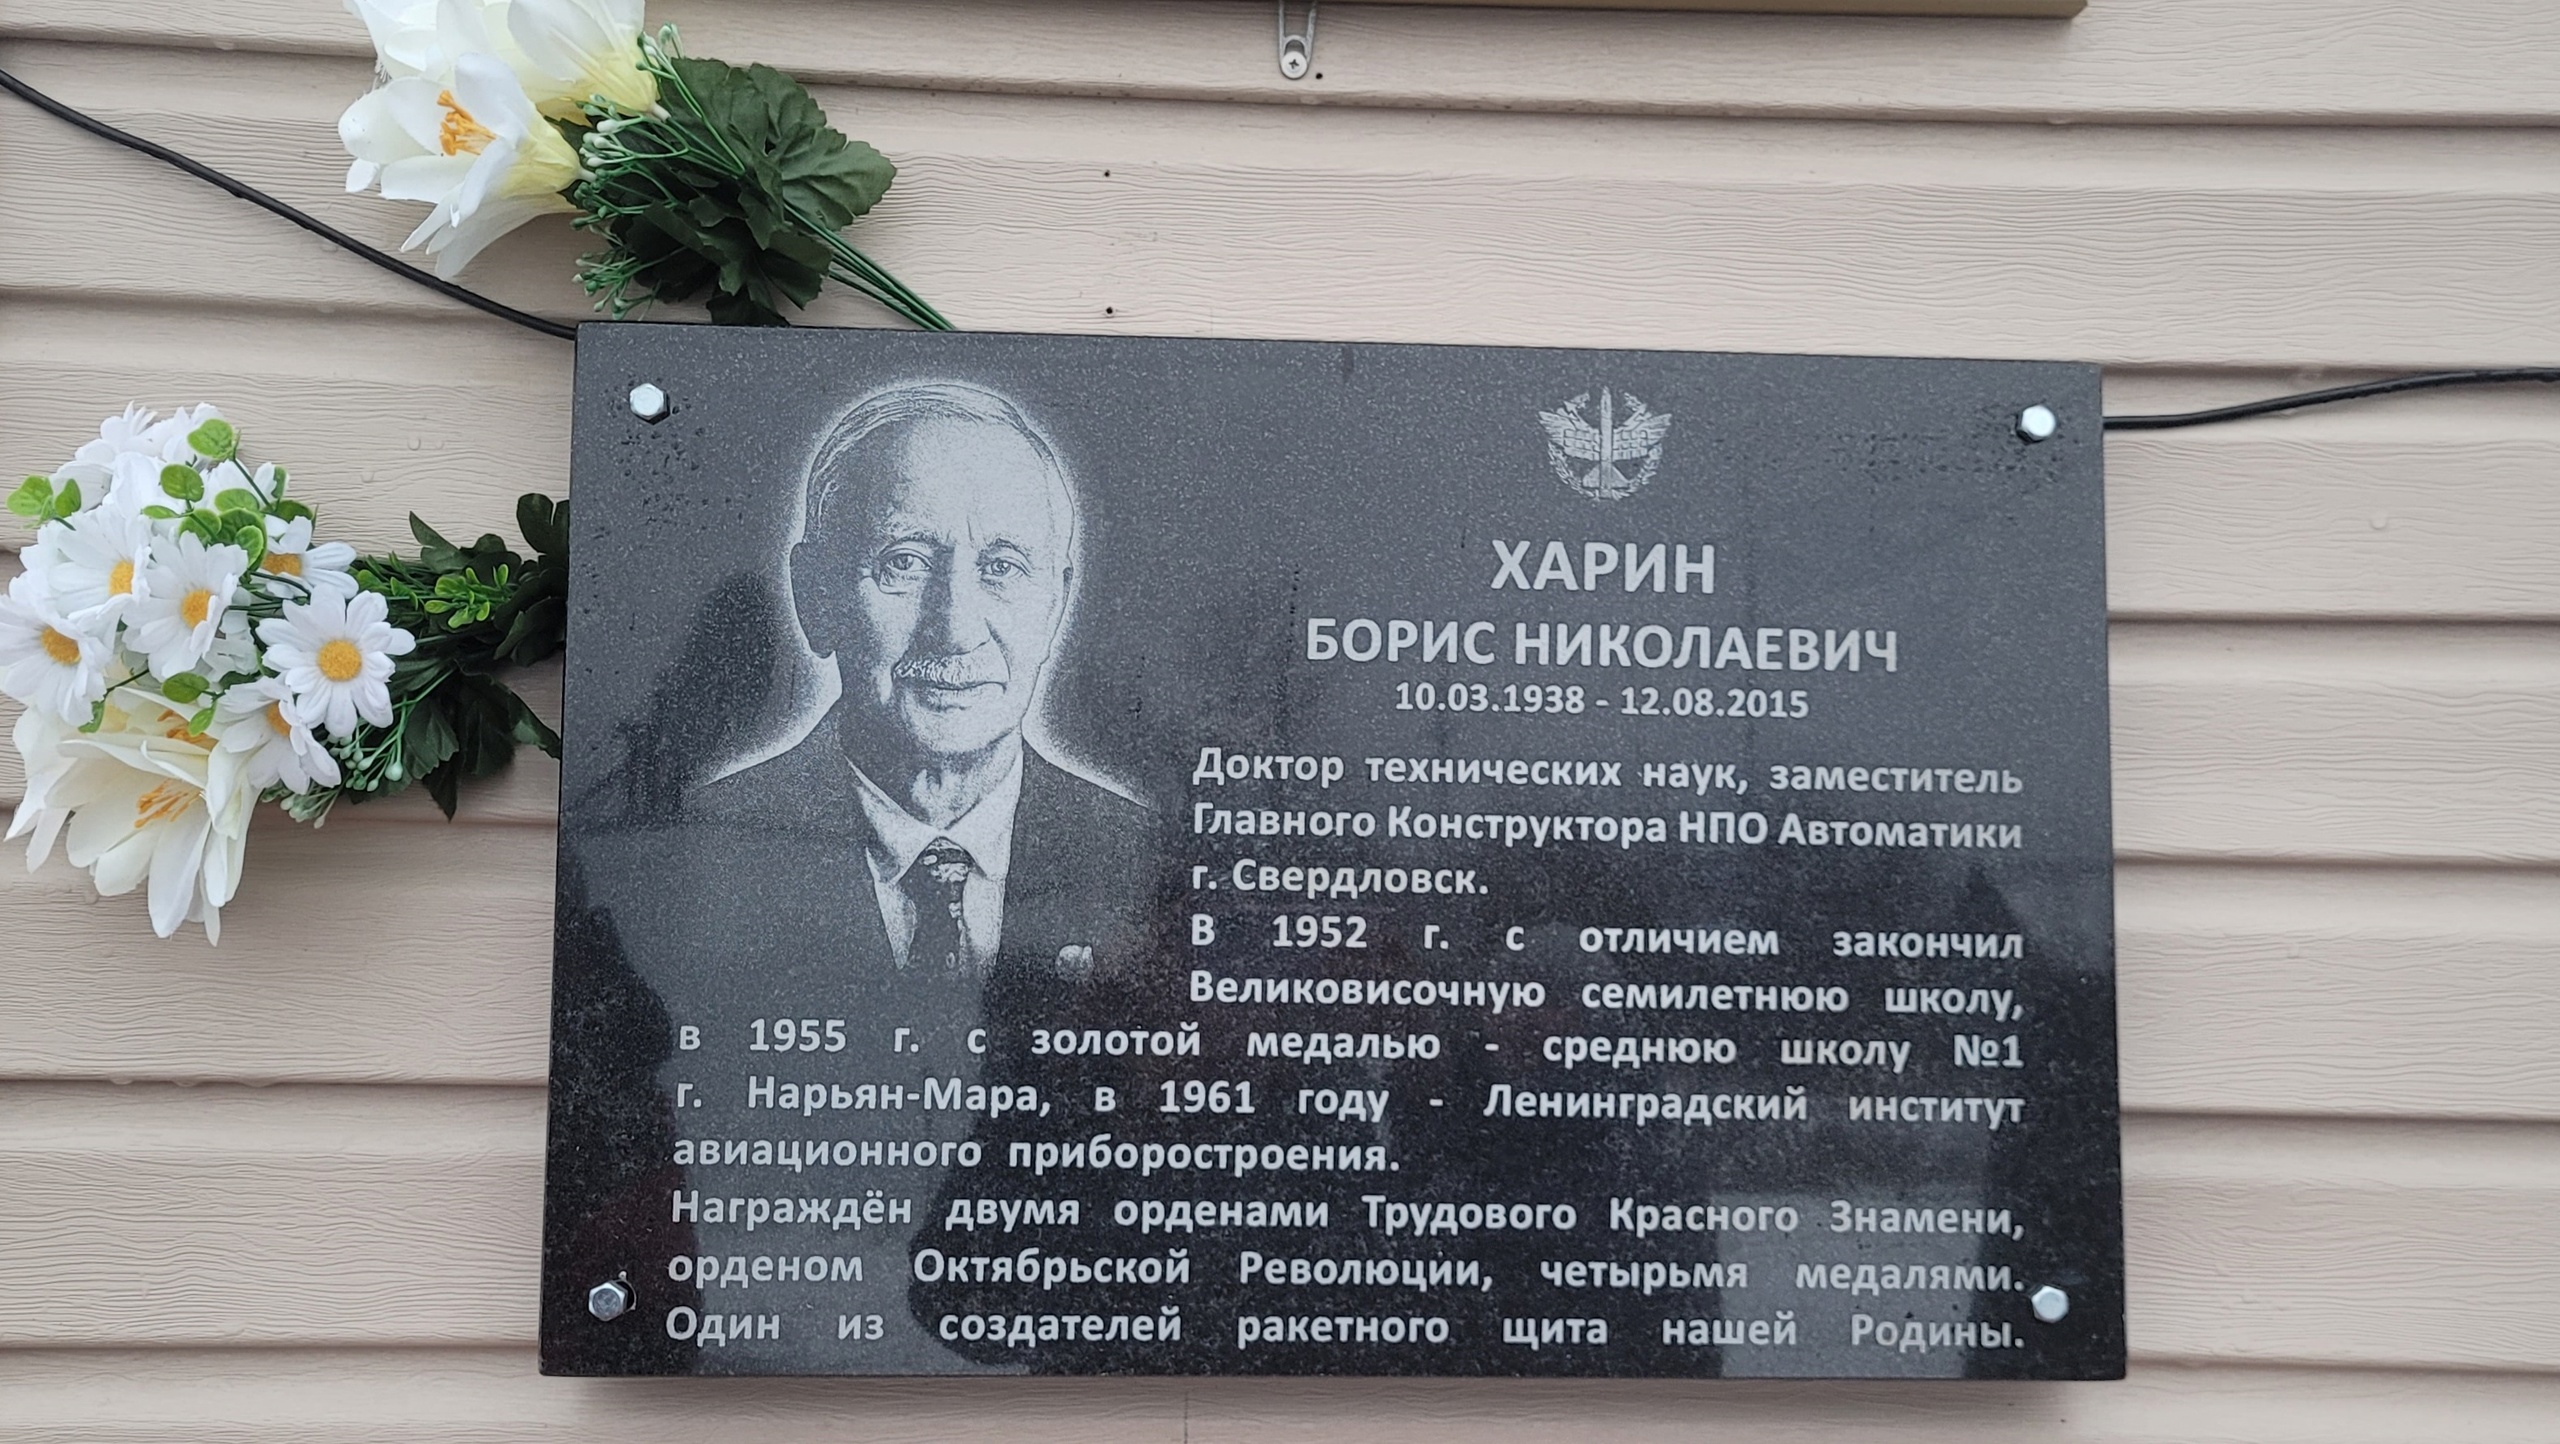 ХАРИН
БОРИС НИКОЛАЕВИЧ
10.03.1938 - 12.08.2015
Доктор технических наук, заместитель
Главного Конструктора НПО Автоматики
г. Свердловск.
В 1952 г. с отличием закончил
Великовисочную семилетнюю школу,
в 1955 г. с золотой медалью - среднюю школу №1
г. Нарьян-Мара, в 1961 году - Ленинградский институт
авиационного приборостроения.
Награждён двумя орденами Трудового Красного Знамени,
орденом Октябрьской Революции, четырьмя медалями.
Один из создателей ракетного щита нашей Родины.